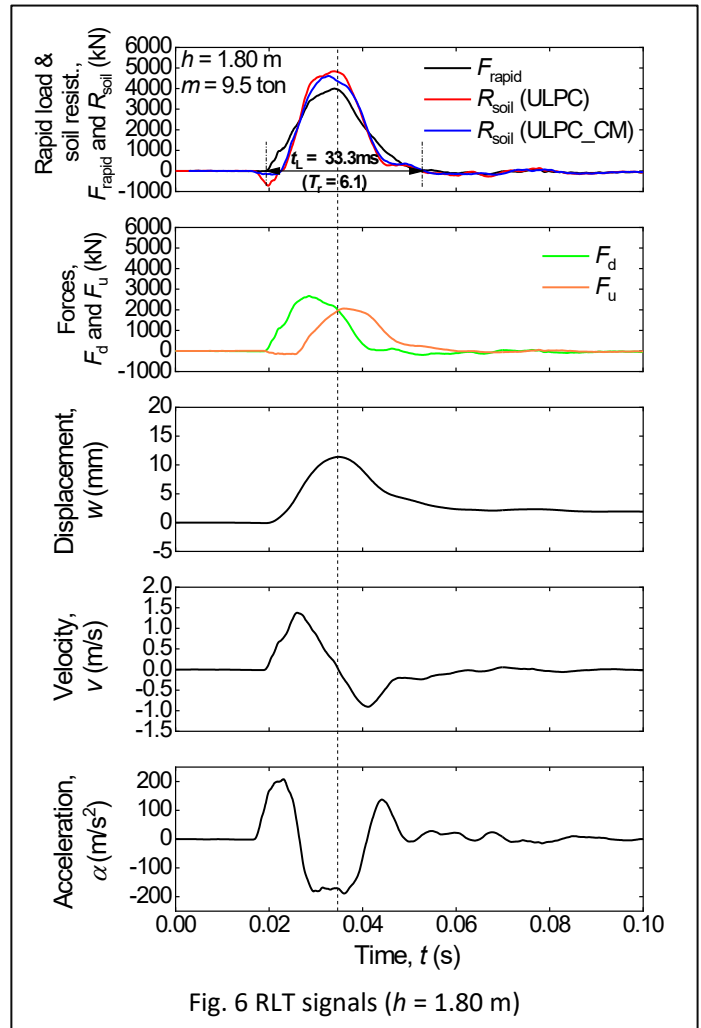 Rapid load &
soil resist.,
F_rapid and R_soil (kN)
6000
5000
4000
3000
2000
1000
0
-1000
h = 1.80 m
m = 9.5 ton
F_rapid
R_soil (ULPC)
R_soil (ULPC_CM)
t_L = 33.3ms
(T_r = 6.1)
Forces,
F_d and F_u (kN)
6000
5000
4000
3000
2000
1000
0
-1000
F_d
F_u
Displacement,
w (mm)
20
15
10
5
0
-5
Velocity,
v (m/s)
2.0
1.5
1.0
0.5
0.0
-0.5
-1.0
-1.5
Acceleration,
α (m/s²)
200
100
0
-100
-200
0.00 0.02 0.04 0.06 0.08 0.10
Time, t (s)
Fig. 6 RLT signals (h = 1.80 m)